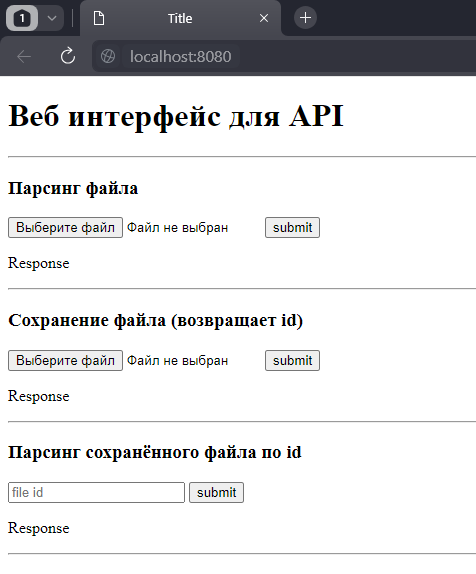 1
Title
localhost:8080
Веб интерфейс для API
Парсинг файла
Выберите файл Файл не выбран submit
Response
Сохранение файла (возвращает id)
Выберите файл Файл не выбран submit
Response
Парсинг сохранённого файла по id
file id submit
Response